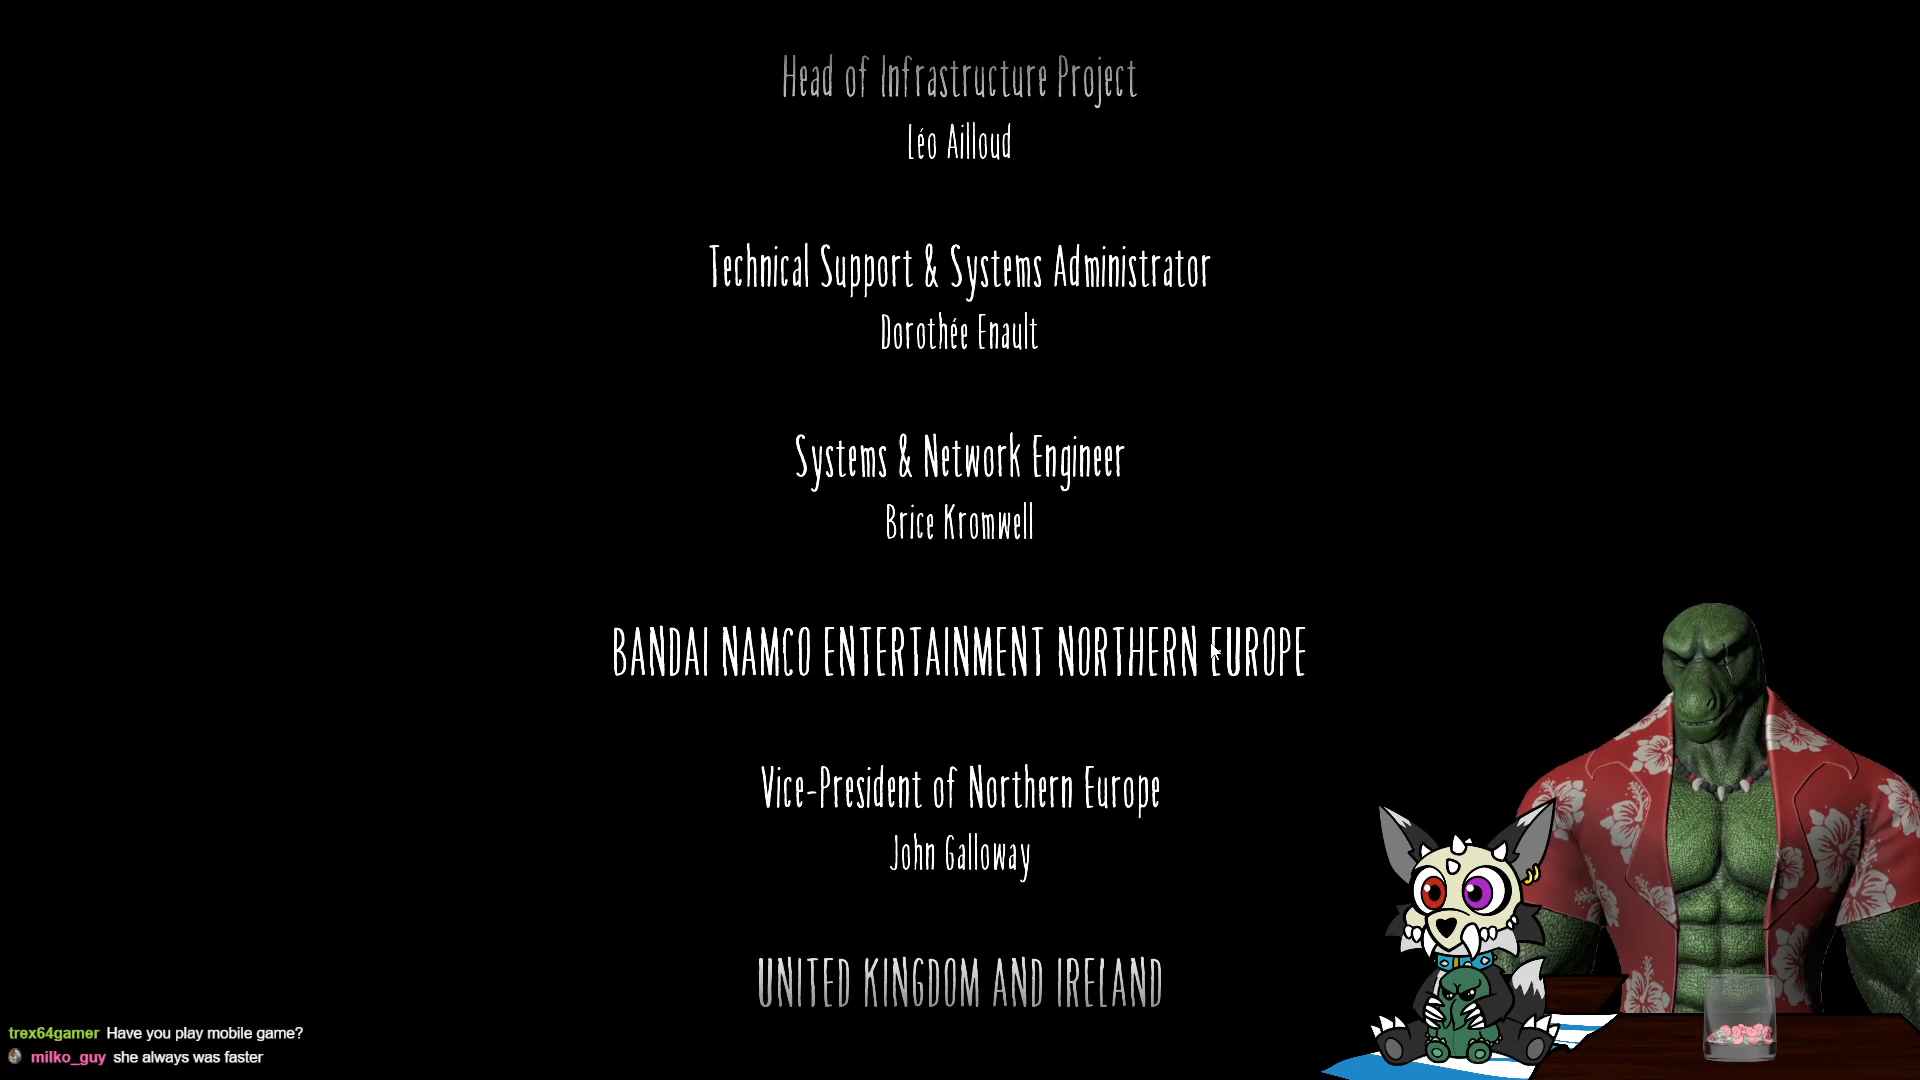 Head of Infrastructure Project
Léo Ailloud
Technical Support & Systems Administrator
Dorothée Enault
Systems & Network Engineer
Brice Kromwell
BANDAI NAMCO ENTERTAINMENT NORTHERN EUROPE
Vice-President of Northern Europe
John Galloway
UNITED KINGDOM AND IRELAND
trex64gamer Have you play mobile game?
milko_guy she always was faster